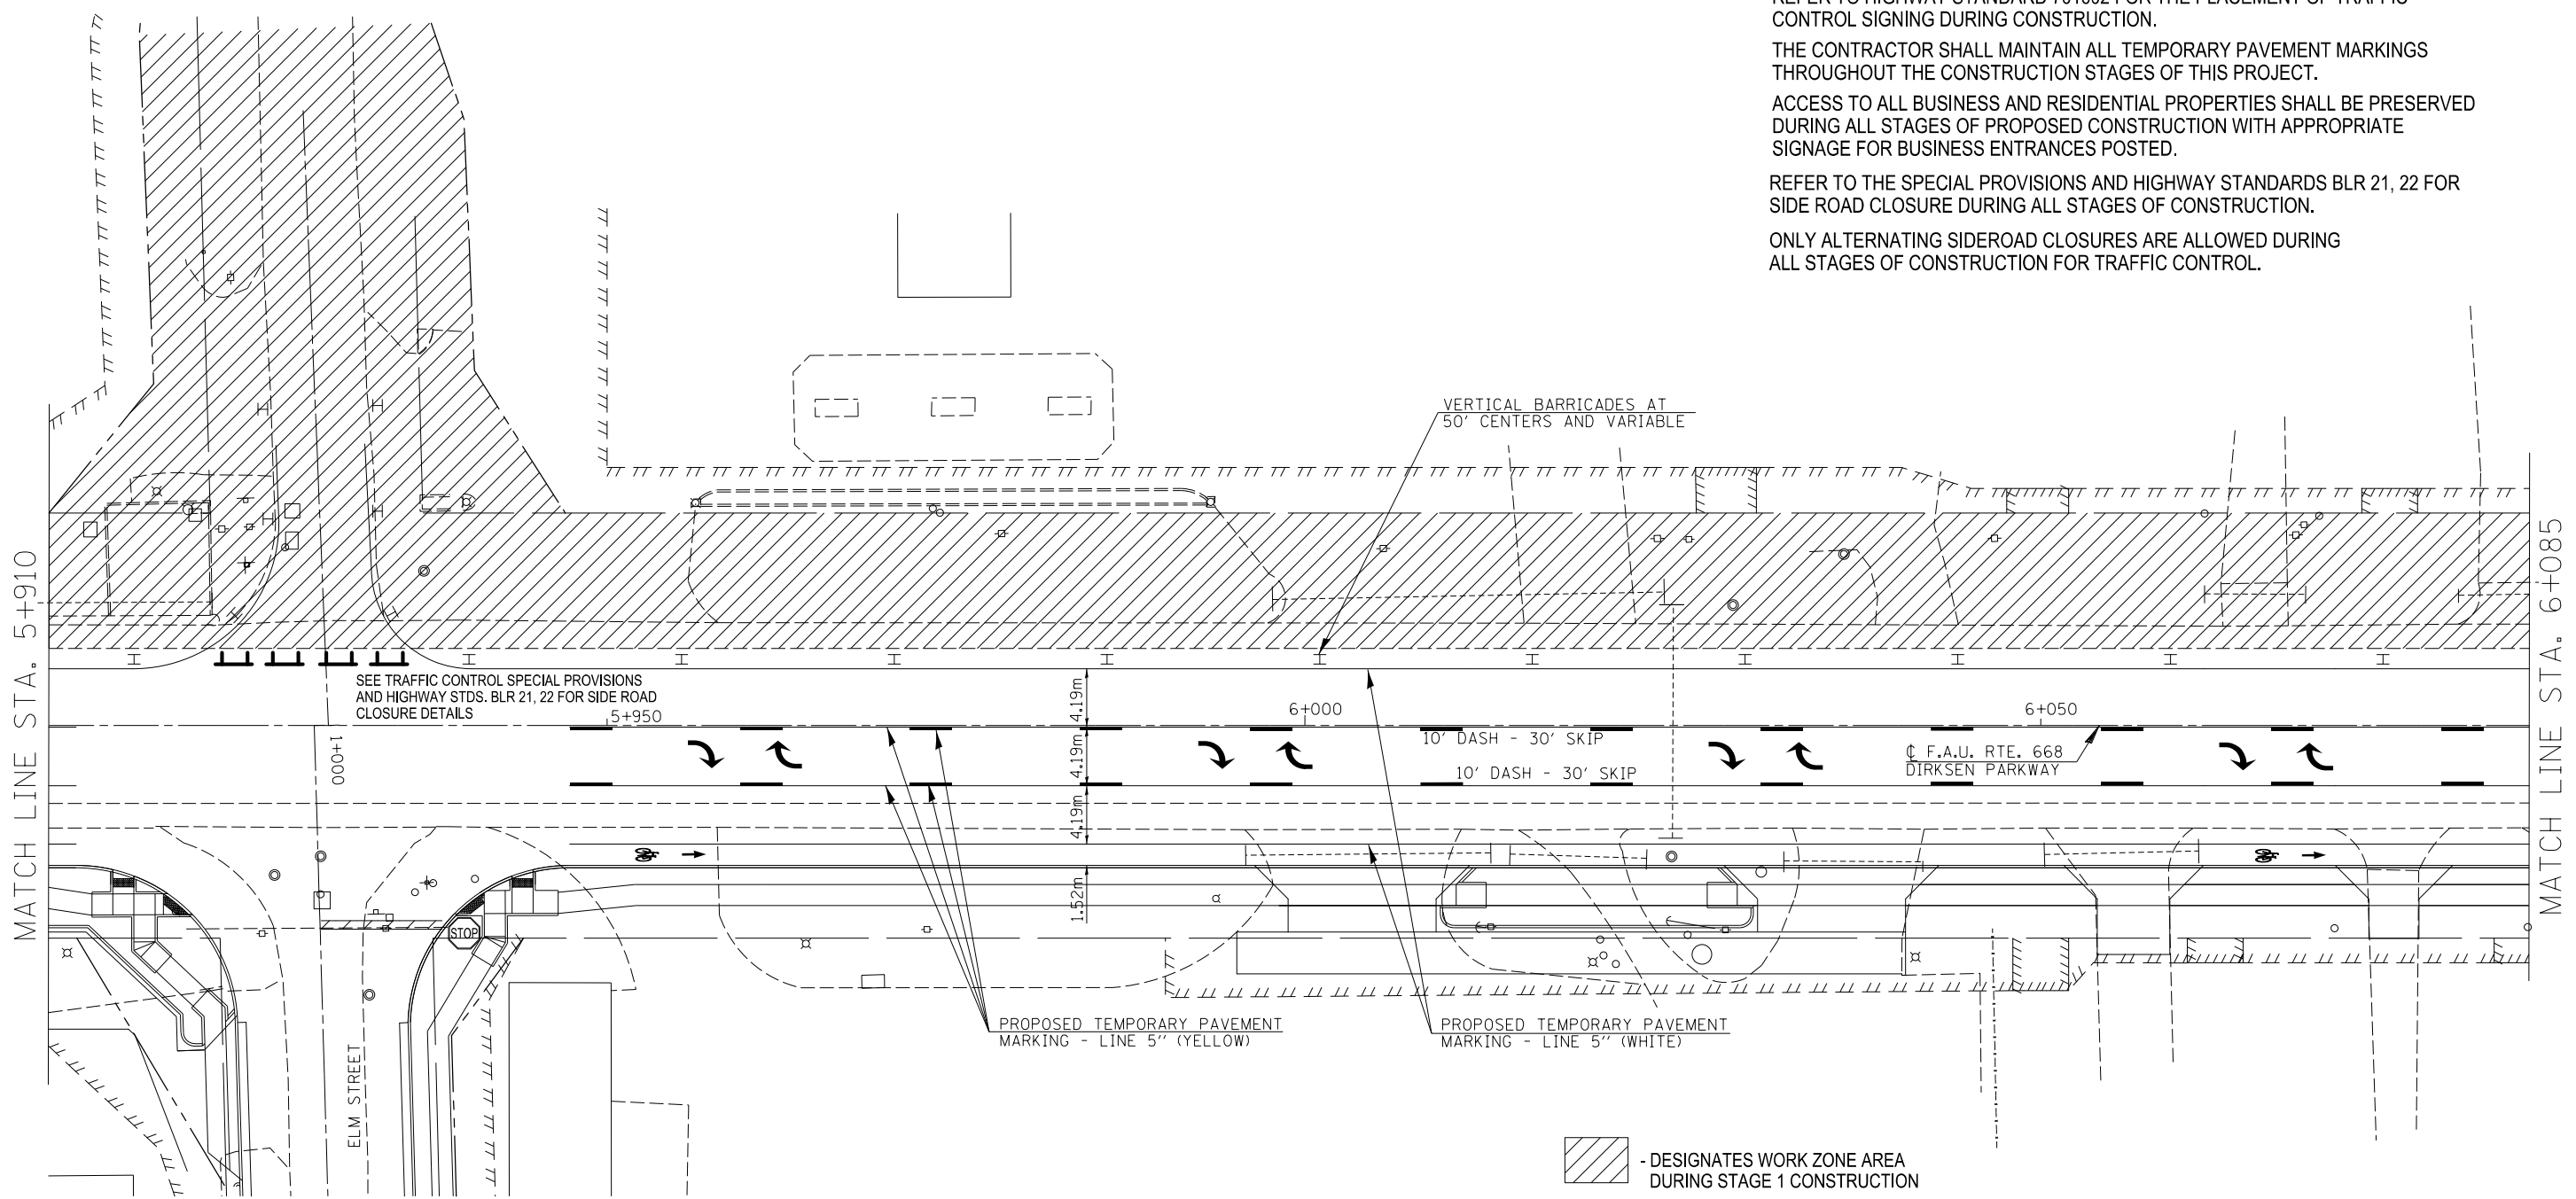 CONTROL SIGNING DURING CONSTRUCTION.
THE CONTRACTOR SHALL MAINTAIN ALL TEMPORARY PAVEMENT MARKINGS
THROUGHOUT THE CONSTRUCTION STAGES OF THIS PROJECT.
ACCESS TO ALL BUSINESS AND RESIDENTIAL PROPERTIES SHALL BE PRESERVED
DURING ALL STAGES OF PROPOSED CONSTRUCTION WITH APPROPRIATE
SIGNAGE FOR BUSINESS ENTRANCES POSTED.
REFER TO THE SPECIAL PROVISIONS AND HIGHWAY STANDARDS BLR 21, 22 FOR
SIDE ROAD CLOSURE DURING ALL STAGES OF CONSTRUCTION.
ONLY ALTERNATING SIDEROAD CLOSURES ARE ALLOWED DURING
ALL STAGES OF CONSTRUCTION FOR TRAFFIC CONTROL.
VERTICAL BARRICADES AT
50' CENTERS AND VARIABLE
MATCH LINE STA. 5+910
MATCH LINE STA. 6+085
SEE TRAFFIC CONTROL SPECIAL PROVISIONS
AND HIGHWAY STDS. BLR 21, 22 FOR SIDE ROAD
CLOSURE DETAILS
5+950
6+000
6+050
1+000
4.19m
4.19m
4.19m
1.52m
10' DASH - 30' SKIP
10' DASH - 30' SKIP
℄ F.A.U. RTE. 668
DIRKSEN PARKWAY
STOP
ELM STREET
PROPOSED TEMPORARY PAVEMENT
MARKING - LINE 5'' (YELLOW)
PROPOSED TEMPORARY PAVEMENT
MARKING - LINE 5'' (WHITE)
- DESIGNATES WORK ZONE AREA
DURING STAGE 1 CONSTRUCTION